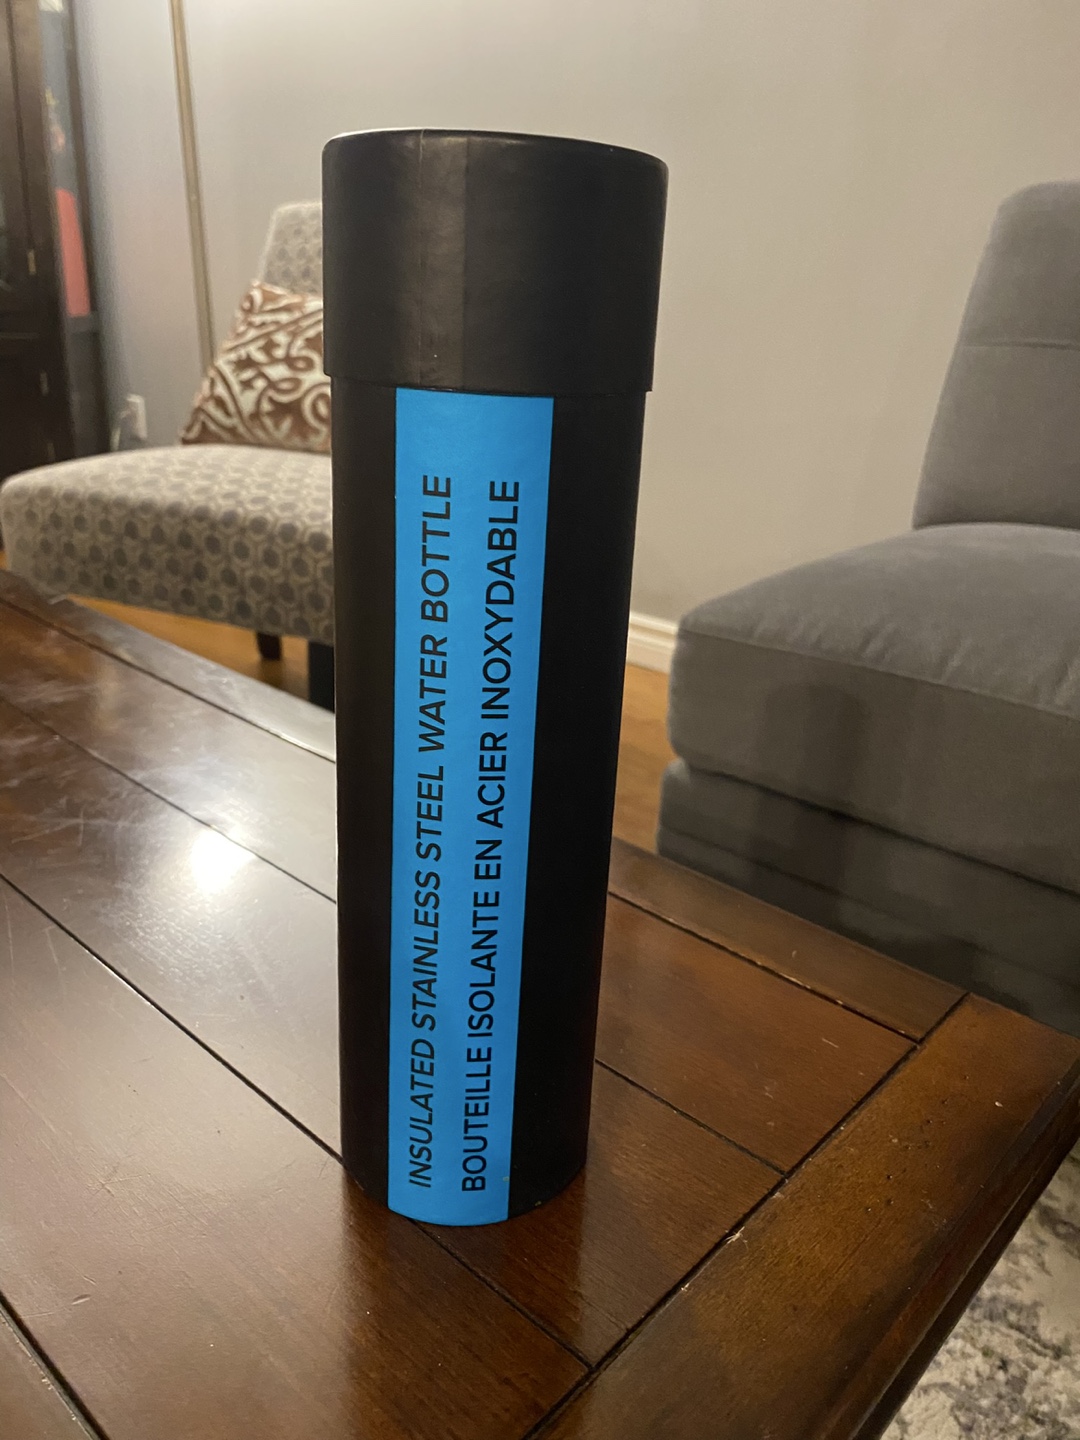 INSULATED STAINLESS STEEL WATER BOTTLE
BOUTEILLE ISOLANTE EN ACIER INOXYDABLE